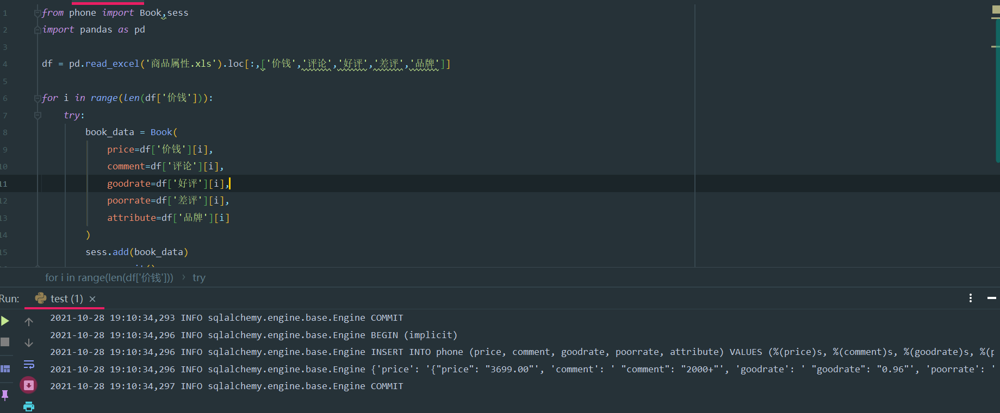 1 from phone import Book,sess
2 import pandas as pd
3
4 df = pd.read_excel('商品属性.xls').loc[:,['价钱','评论','好评','差评','品牌']]
5
6 for i in range(len(df['价钱'])):
7 try:
8 book_data = Book(
9 price=df['价钱'][i],
10 comment=df['评论'][i],
11 goodrate=df['好评'][i],
12 poorrate=df['差评'][i],
13 attribute=df['品牌'][i]
14 )
15 sess.add(book_data)
for i in range(len(df['价钱'])) › try
Run: test (1) ×
2021-10-28 19:10:34,293 INFO sqlalchemy.engine.base.Engine COMMIT
2021-10-28 19:10:34,296 INFO sqlalchemy.engine.base.Engine BEGIN (implicit)
2021-10-28 19:10:34,296 INFO sqlalchemy.engine.base.Engine INSERT INTO phone (price, comment, goodrate, poorrate, attribute) VALUES (%(price)s, %(comment)s, %(goodrate)s, %(p
2021-10-28 19:10:34,296 INFO sqlalchemy.engine.base.Engine {'price': '{"price": "3699.00"', 'comment': ' "comment": "2000+"', 'goodrate': ' "goodrate": "0.96"', 'poorrate': '
2021-10-28 19:10:34,297 INFO sqlalchemy.engine.base.Engine COMMIT